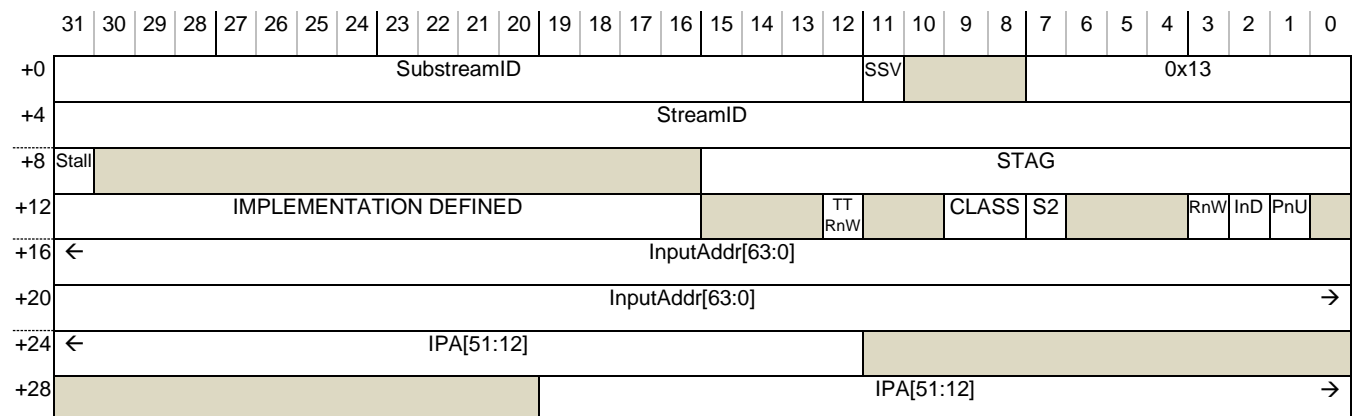 31 30 29 28 27 26 25 24 23 22 21 20 19 18 17 16 15 14 13 12 11 10 9 8 7 6 5 4 3 2 1 0
+0 SubstreamID SSV 0x13
+4 StreamID
+8 Stall STAG
+12 IMPLEMENTATION DEFINED TT RnW CLASS S2 RnW InD PnU
+16 ← InputAddr[63:0]
+20 InputAddr[63:0] →
+24 ← IPA[51:12]
+28 IPA[51:12] →